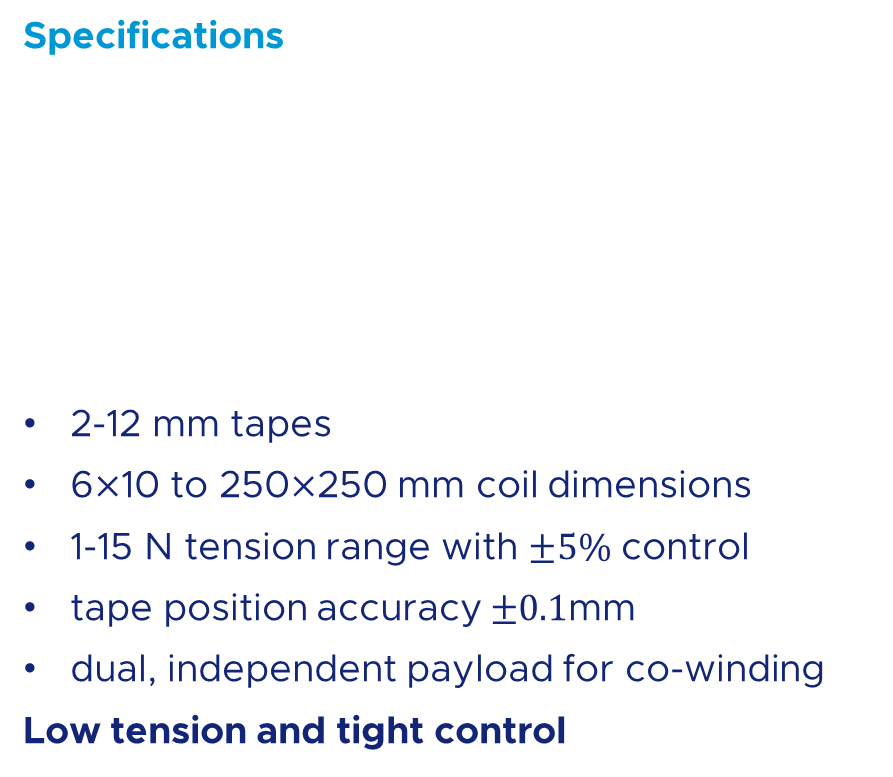 Specifications
• 2-12 mm tapes
• 6×10 to 250×250 mm coil dimensions
• 1-15 N tension range with ±5% control
• tape position accuracy ±0.1mm
• dual, independent payload for co-winding
Low tension and tight control